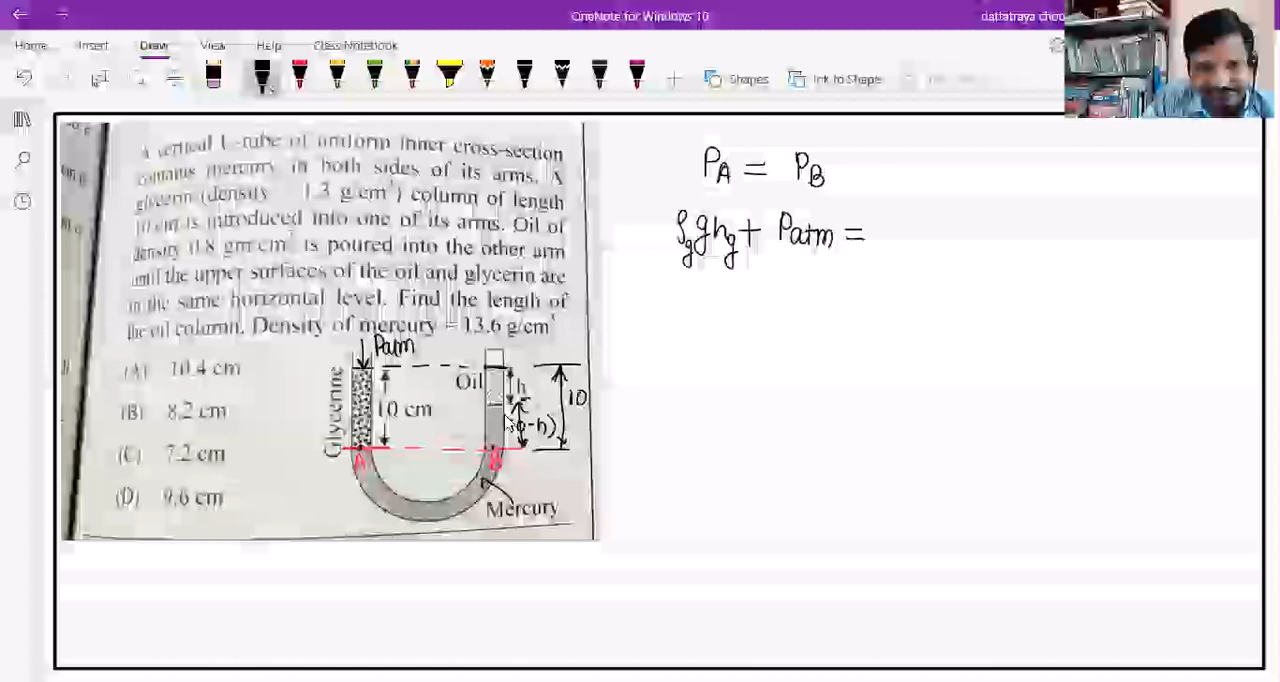 OneNote for Windows 10
dattatraya chou
Home Insert Draw View Help Class Notebook
Shapes Ink to Shape
A vertical U-tube of uniform inner cross-section
contains mercury in both sides of its arms. A
glycerin (density 1.3 g/cm³) column of length
10 cm is introduced into one of its arms. Oil of
density 0.8 gm/cm³ is poured into the other arm
until the upper surfaces of the oil and glycerin are
in the same horizontal level. Find the length of
the oil column. Density of mercury = 13.6 g/cm³
(A) 10.4 cm
(B) 8.2 cm
(C) 7.2 cm
(D) 9.6 cm
Patm
Glycerine
10 cm
Oil
h
-h)
10
A
B
Mercury
P_A = P_B
ρ_g g h_g + Patm =